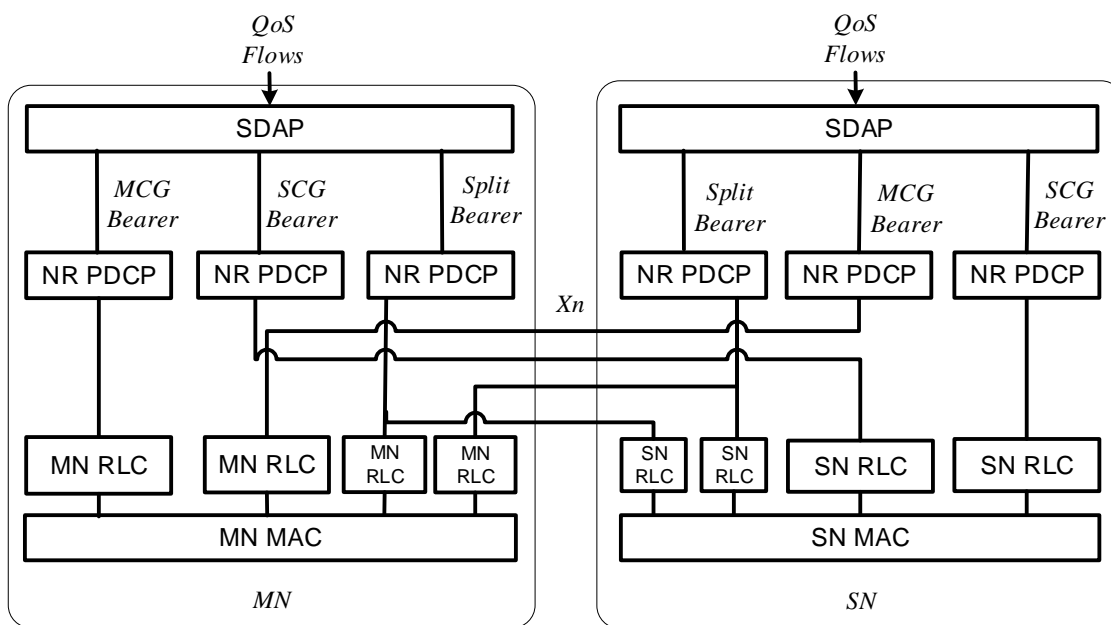 QoS
Flows
QoS
Flows
SDAP
SDAP
MCG
Bearer
SCG
Bearer
Split
Bearer
Split
Bearer
MCG
Bearer
SCG
Bearer
NR PDCP
NR PDCP
NR PDCP
NR PDCP
NR PDCP
NR PDCP
Xn
MN RLC
MN RLC
MN
RLC
MN
RLC
SN
RLC
SN
RLC
SN RLC
SN RLC
MN MAC
SN MAC
MN
SN